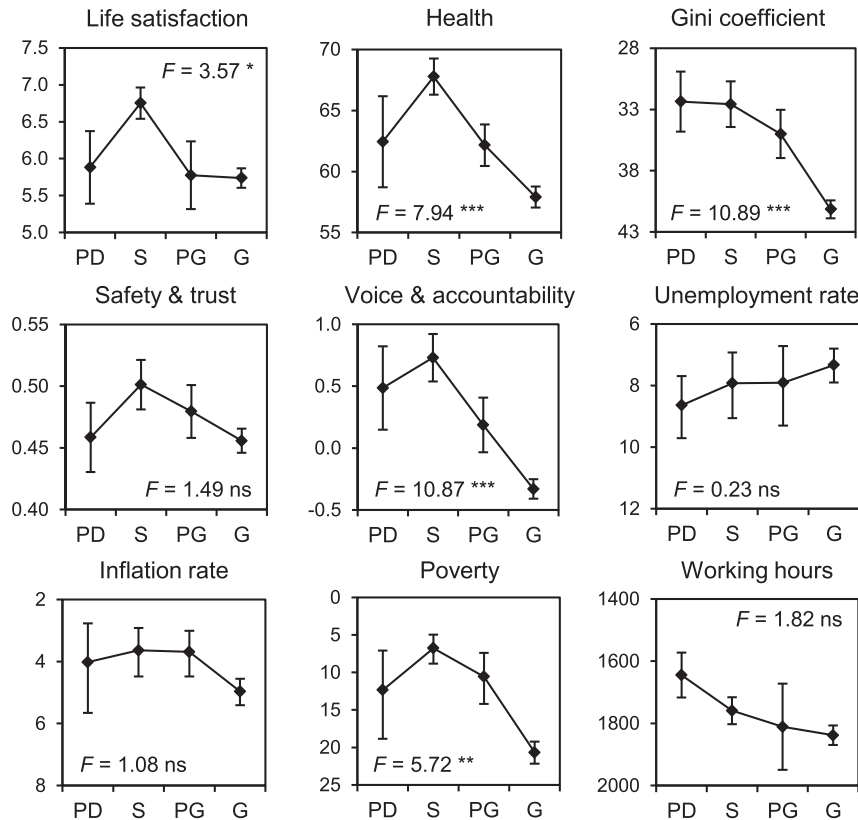 Life satisfaction
7.5
7.0
6.5
6.0
5.5
5.0
F = 3.57 *
PD S PG G
Health
70
65
60
55
F = 7.94 ***
PD S PG G
Gini coefficient
28
33
38
43
F = 10.89 ***
PD S PG G
Safety & trust
0.55
0.50
0.45
0.40
F = 1.49 ns
PD S PG G
Voice & accountability
1.0
0.5
0.0
-0.5
F = 10.87 ***
PD S PG G
Unemployment rate
6
8
10
12
F = 0.23 ns
PD S PG G
Inflation rate
2
4
6
8
F = 1.08 ns
PD S PG G
Poverty
0
5
10
15
20
25
F = 5.72 **
PD S PG G
Working hours
1400
1600
1800
2000
F = 1.82 ns
PD S PG G